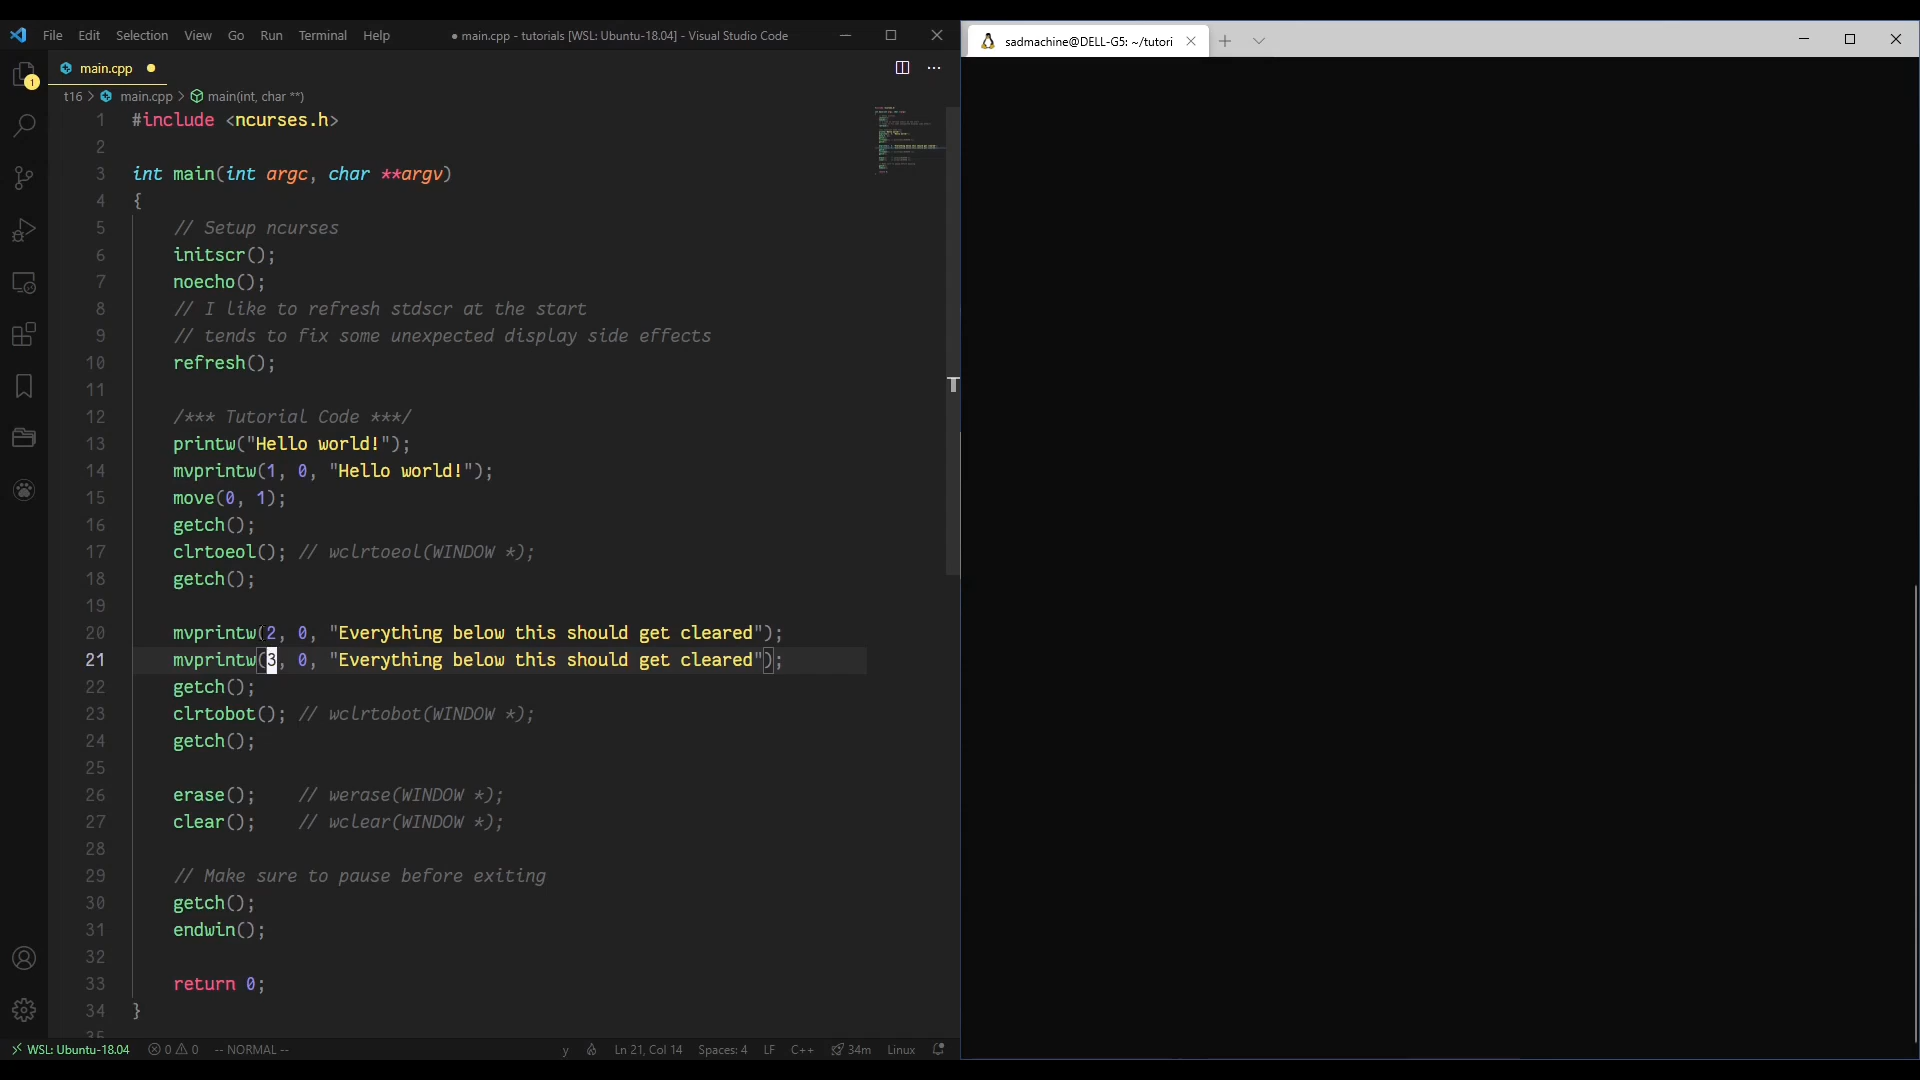 File Edit Selection View Go Run Terminal Help
● main.cpp - tutorials [WSL: Ubuntu-18.04] - Visual Studio Code
main.cpp ●
t16 > main.cpp > main(int, char **)
1 #include <ncurses.h>
2
3 int main(int argc, char **argv)
4 {
5 // Setup ncurses
6 initscr();
7 noecho();
8 // I like to refresh stdscr at the start
9 // tends to fix some unexpected display side effects
10 refresh();
11
12 /*** Tutorial Code ***/
13 printw("Hello world!");
14 mvprintw(1, 0, "Hello world!");
15 move(0, 1);
16 getch();
17 clrtoeol(); // wclrtoeol(WINDOW *);
18 getch();
19
20 mvprintw(2, 0, "Everything below this should get cleared");
21 mvprintw(3, 0, "Everything below this should get cleared");
22 getch();
23 clrtobot(); // wclrtobot(WINDOW *);
24 getch();
25
26 erase(); // werase(WINDOW *);
27 clear(); // wclear(WINDOW *);
28
29 // Make sure to pause before exiting
30 getch();
31 endwin();
32
33 return 0;
34 }
35
1
WSL: Ubuntu-18.04 0 0 -- NORMAL -- y Ln 21, Col 14 Spaces: 4 LF C++ 34m Linux
sadmachine@DELL-G5: ~/tutori